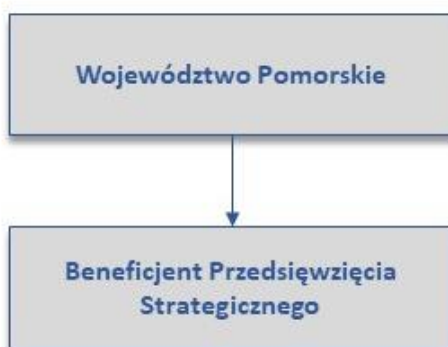 Województwo Pomorskie
Beneficjent Przedsięwzięcia
Strategicznego